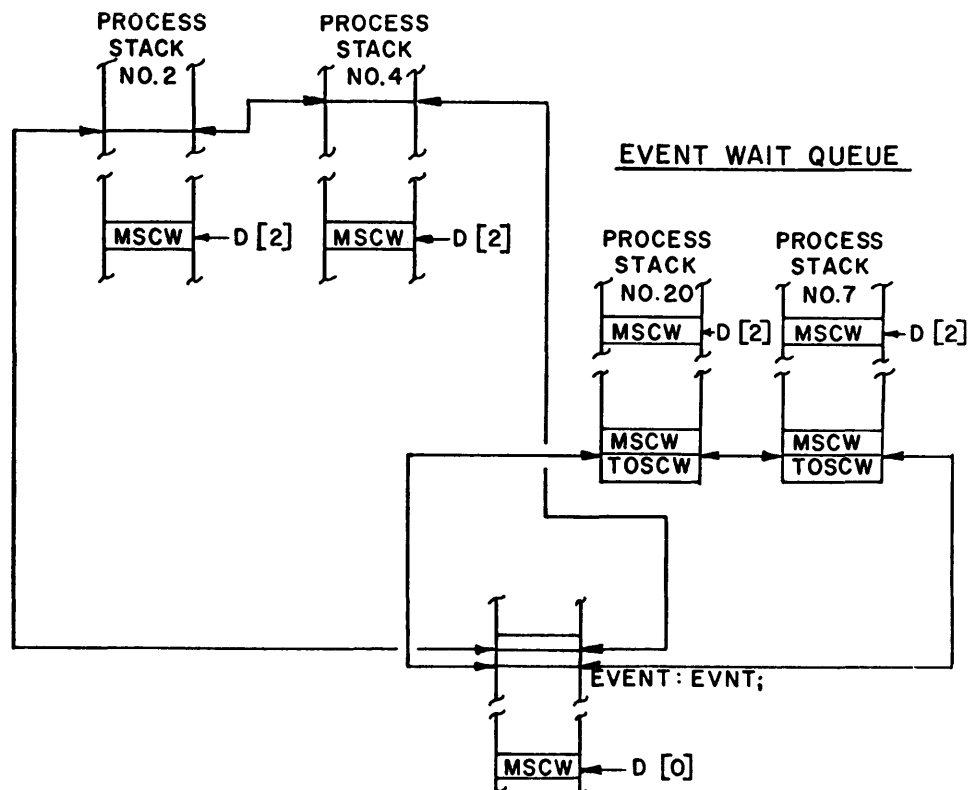 PROCESS
STACK
NO.2
PROCESS
STACK
NO.4
EVENT WAIT QUEUE
MSCW
D [2]
MSCW
D [2]
PROCESS
STACK
NO.20
PROCESS
STACK
NO.7
MSCW
D [2]
MSCW
D [2]
MSCW
TOSCW
MSCW
TOSCW
EVENT: EVNT;
MSCW
D [0]